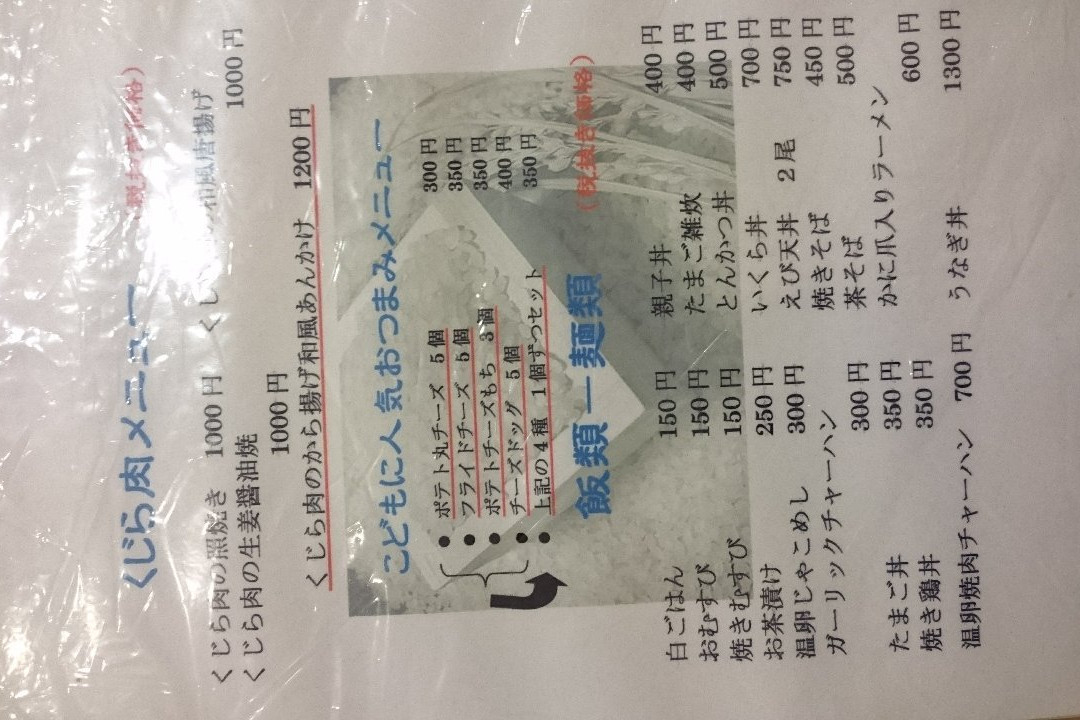 くじら肉メニュー （税抜き価格）
くじら肉の照焼き 1000円
くじら肉の和風唐揚げ 1000円
くじら肉の生姜醤油焼 1000円
くじら肉のから揚げ和風あんかけ 1200円
こどもに人気おつまみメニュー
● ポテト丸チーズ 5個 300円
● フライドチーズ 5個 350円
● ポテトチーズもち 3個 350円
● チーズドッグ 5個 400円
● 上記の4種 1個ずつセット 350円
飯類－麺類 （税抜き価格）
白ごはん 150円
おむすび 150円
焼きむすび 150円
お茶漬け 250円
温卵じゃこめし 300円
ガーリックチャーハン 300円
たまご丼 350円
焼き鶏丼 350円
温卵焼肉チャーハン 700円
親子丼 400円
たまご雑炊 400円
とんかつ丼 500円
いくら丼 700円
えび天丼 2尾 750円
焼きそば 450円
茶そば 500円
かに爪入りラーメン 600円
うなぎ丼 1300円